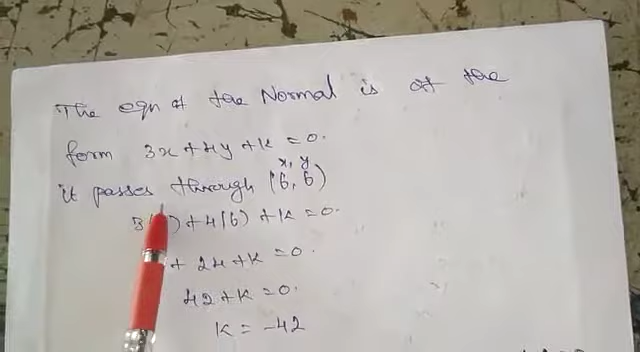 The eqn of the Normal is of the
form 3x + 4y + k = 0.
x, y
it passes through (6, 6)
3( ) + 4(6) + k = 0.
+ 24 + k = 0.
42 + k = 0.
k = -42